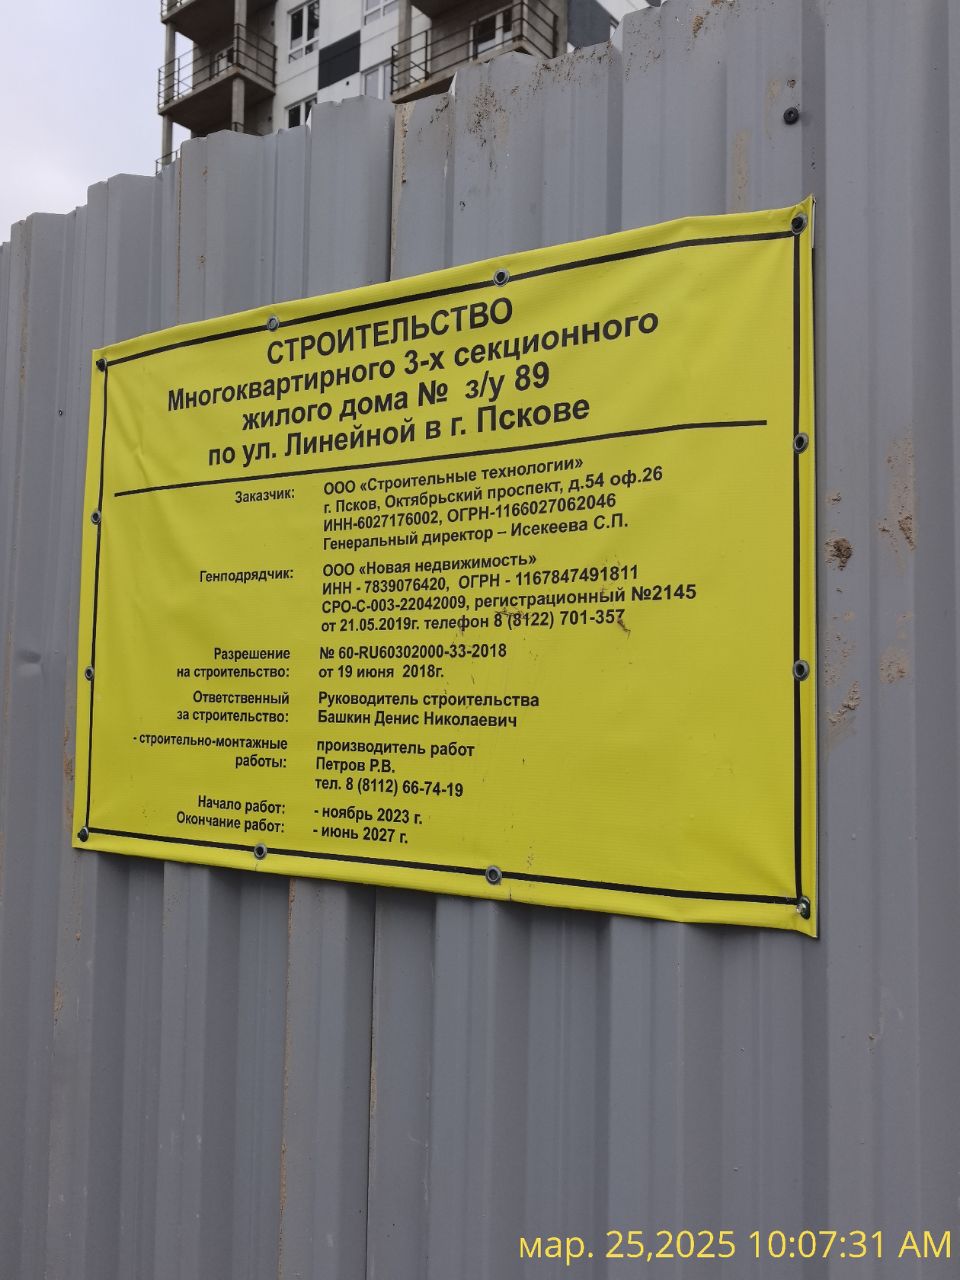 СТРОИТЕЛЬСТВО
Многоквартирного 3-х секционного
жилого дома № з/у 89
по ул. Линейной в г. Пскове
Заказчик: ООО «Строительные технологии»
г. Псков, Октябрьский проспект, д.54 оф.26
ИНН-6027176002, ОГРН-1166027062046
Генеральный директор – Исекеева С.П.
Генподрядчик: ООО «Новая недвижимость»
ИНН - 7839076420, ОГРН - 1167847491811
СРО-С-003-22042009, регистрационный №2145
от 21.05.2019г. телефон 8 (8122) 701-357
Разрешение № 60-RU60302000-33-2018
на строительство: от 19 июня 2018г.
Ответственный Руководитель строительства
за строительство: Башкин Денис Николаевич
- строительно-монтажные производитель работ
работы: Петров Р.В.
тел. 8 (8112) 66-74-19
Начало работ: - ноябрь 2023 г.
Окончание работ: - июнь 2027 г.
мар. 25,2025 10:07:31 AM